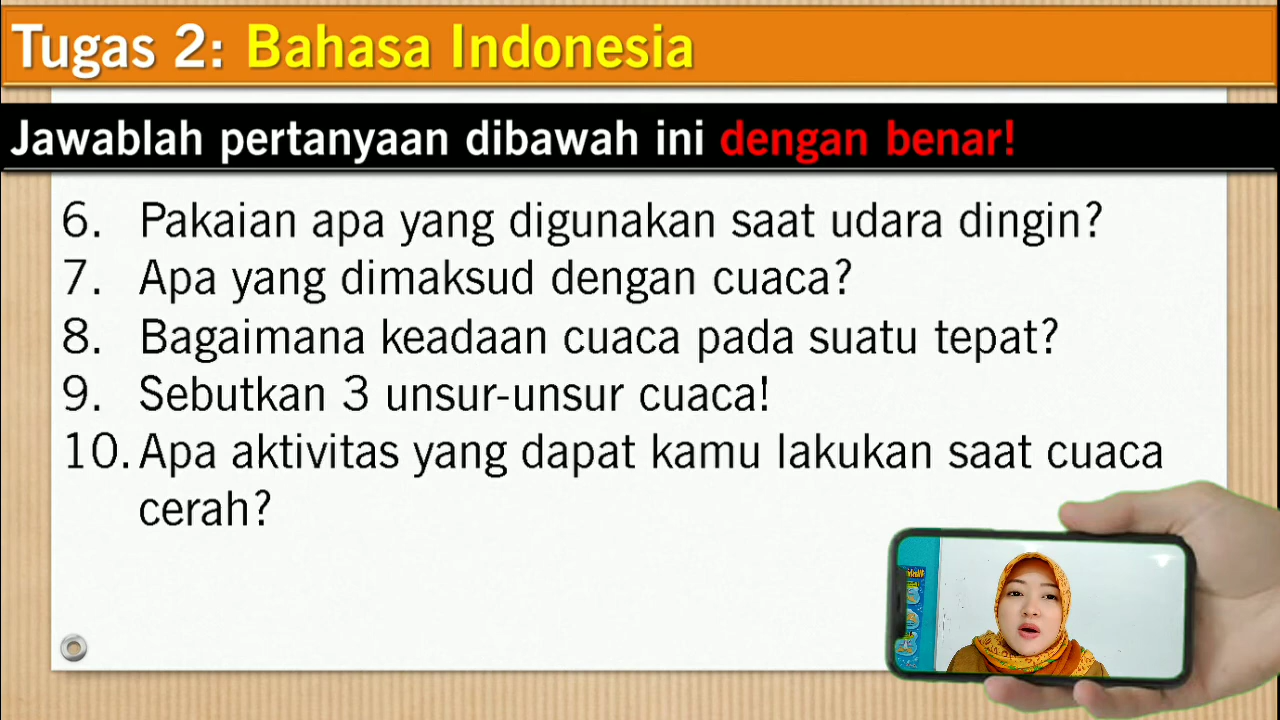 Tugas 2: Bahasa Indonesia
Jawablah pertanyaan dibawah ini dengan benar!
6. Pakaian apa yang digunakan saat udara dingin?
7. Apa yang dimaksud dengan cuaca?
8. Bagaimana keadaan cuaca pada suatu tepat?
9. Sebutkan 3 unsur-unsur cuaca!
10. Apa aktivitas yang dapat kamu lakukan saat cuaca
cerah?